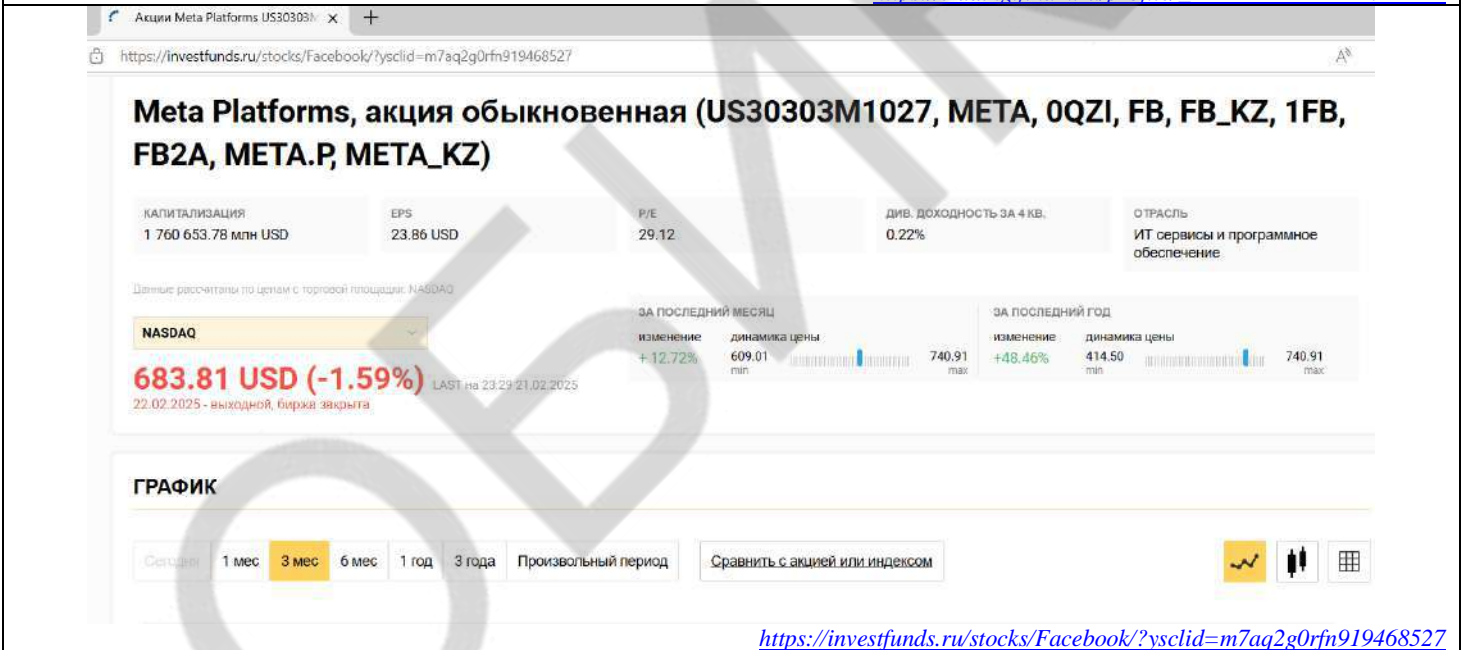 Акции Meta Platforms US30303M
https://investfunds.ru/stocks/Facebook/?ysclid=m7aq2g0rfn919468527
Meta Platforms, акция обыкновенная (US30303M1027, META, 0QZI, FB, FB_KZ, 1FB,
FB2A, META.P, META_KZ)
КАПИТАЛИЗАЦИЯ EPS P/E ДИВ. ДОХОДНОСТЬ ЗА 4 КВ. ОТРАСЛЬ
1 760 653.78 млн USD 23.86 USD 29.12 0.22% ИТ сервисы и программное
обеспечение
Данные рассчитаны по ценам с торговой площадки: NASDAQ
ЗА ПОСЛЕДНИЙ МЕСЯЦ ЗА ПОСЛЕДНИЙ ГОД
NASDAQ
изменение динамика цены изменение динамика цены
+ 12.72% 609.01 740.91 +48.46% 414.50 740.91
min max min max
683.81 USD (-1.59%) LAST на 23:29 21.02.2025
22.02.2025 - выходной, биржа закрыта
ГРАФИК
Сегодня 1 мес 3 мес 6 мес 1 год 3 года Произвольный период Сравнить с акцией или индексом
https://investfunds.ru/stocks/Facebook/?ysclid=m7aq2g0rfn919468527